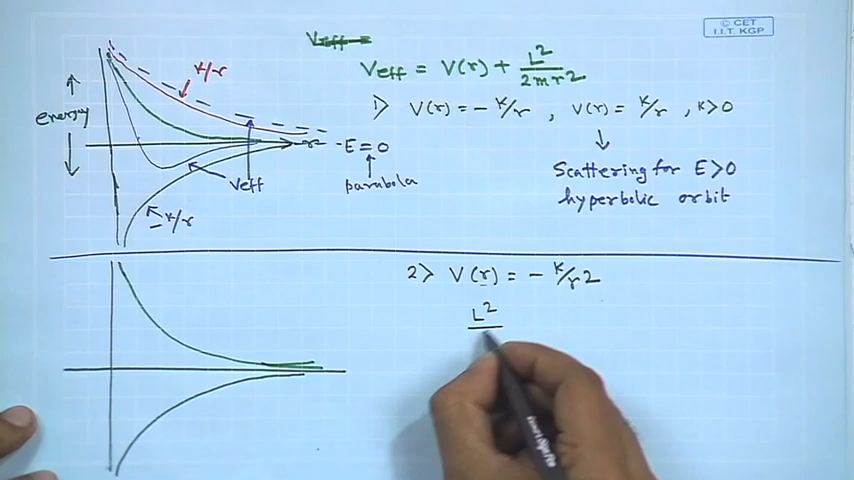 © CET
I.I.T. KGP
Veff =
Veff = V(r) + L²/2mr²
1> V(r) = - K/r , V(r) = K/r , K>0
Scattering for E>0
hyperbolic orbit
K/r
energy
r
E = 0
parabola
Veff
- K/r
2> V(r) = - K/r2
L²